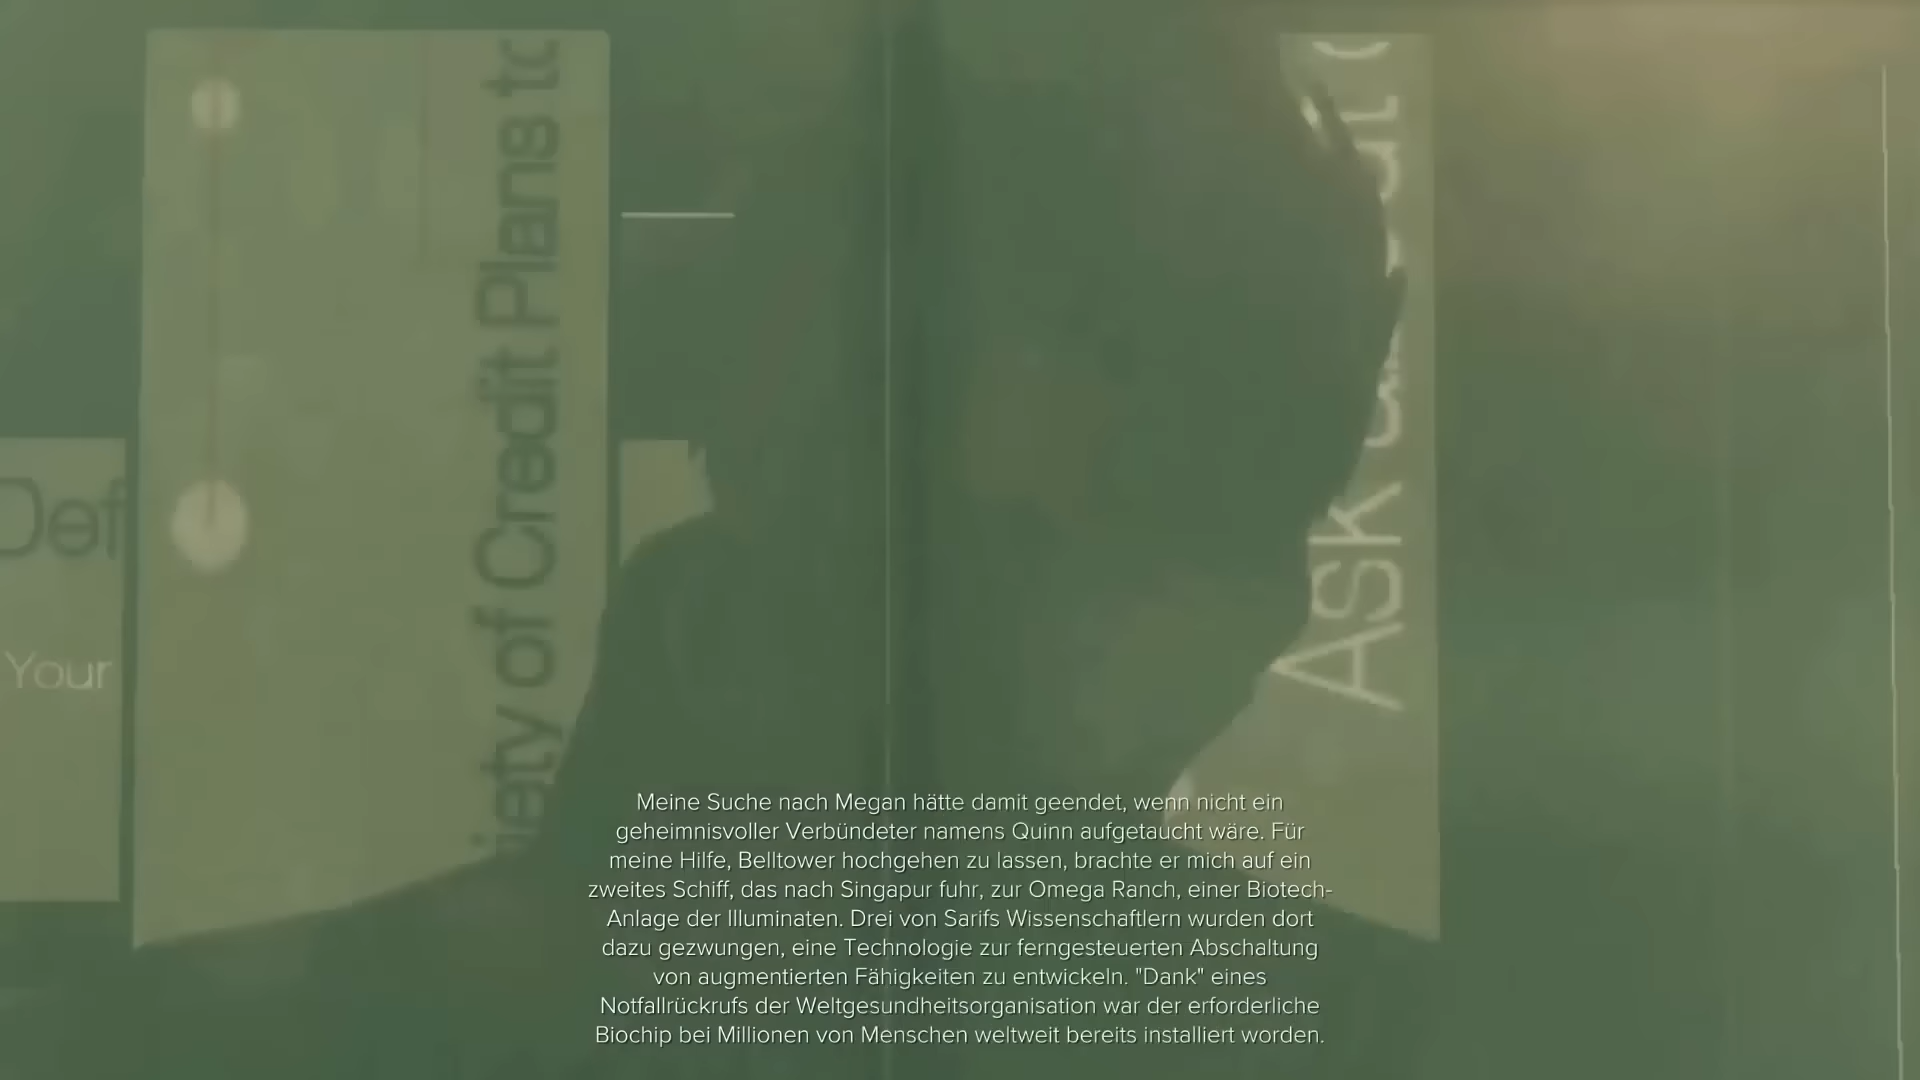 Def
Your
iety of Credit Plans to
Ask
Meine Suche nach Megan hätte damit geendet, wenn nicht ein
geheimnisvoller Verbündeter namens Quinn aufgetaucht wäre. Für
meine Hilfe, Belltower hochgehen zu lassen, brachte er mich auf ein
zweites Schiff, das nach Singapur fuhr, zur Omega Ranch, einer Biotech-
Anlage der Illuminaten. Drei von Sarifs Wissenschaftlern wurden dort
dazu gezwungen, eine Technologie zur ferngesteuerten Abschaltung
von augmentierten Fähigkeiten zu entwickeln. "Dank" eines
Notfallrückrufs der Weltgesundheitsorganisation war der erforderliche
Biochip bei Millionen von Menschen weltweit bereits installiert worden.